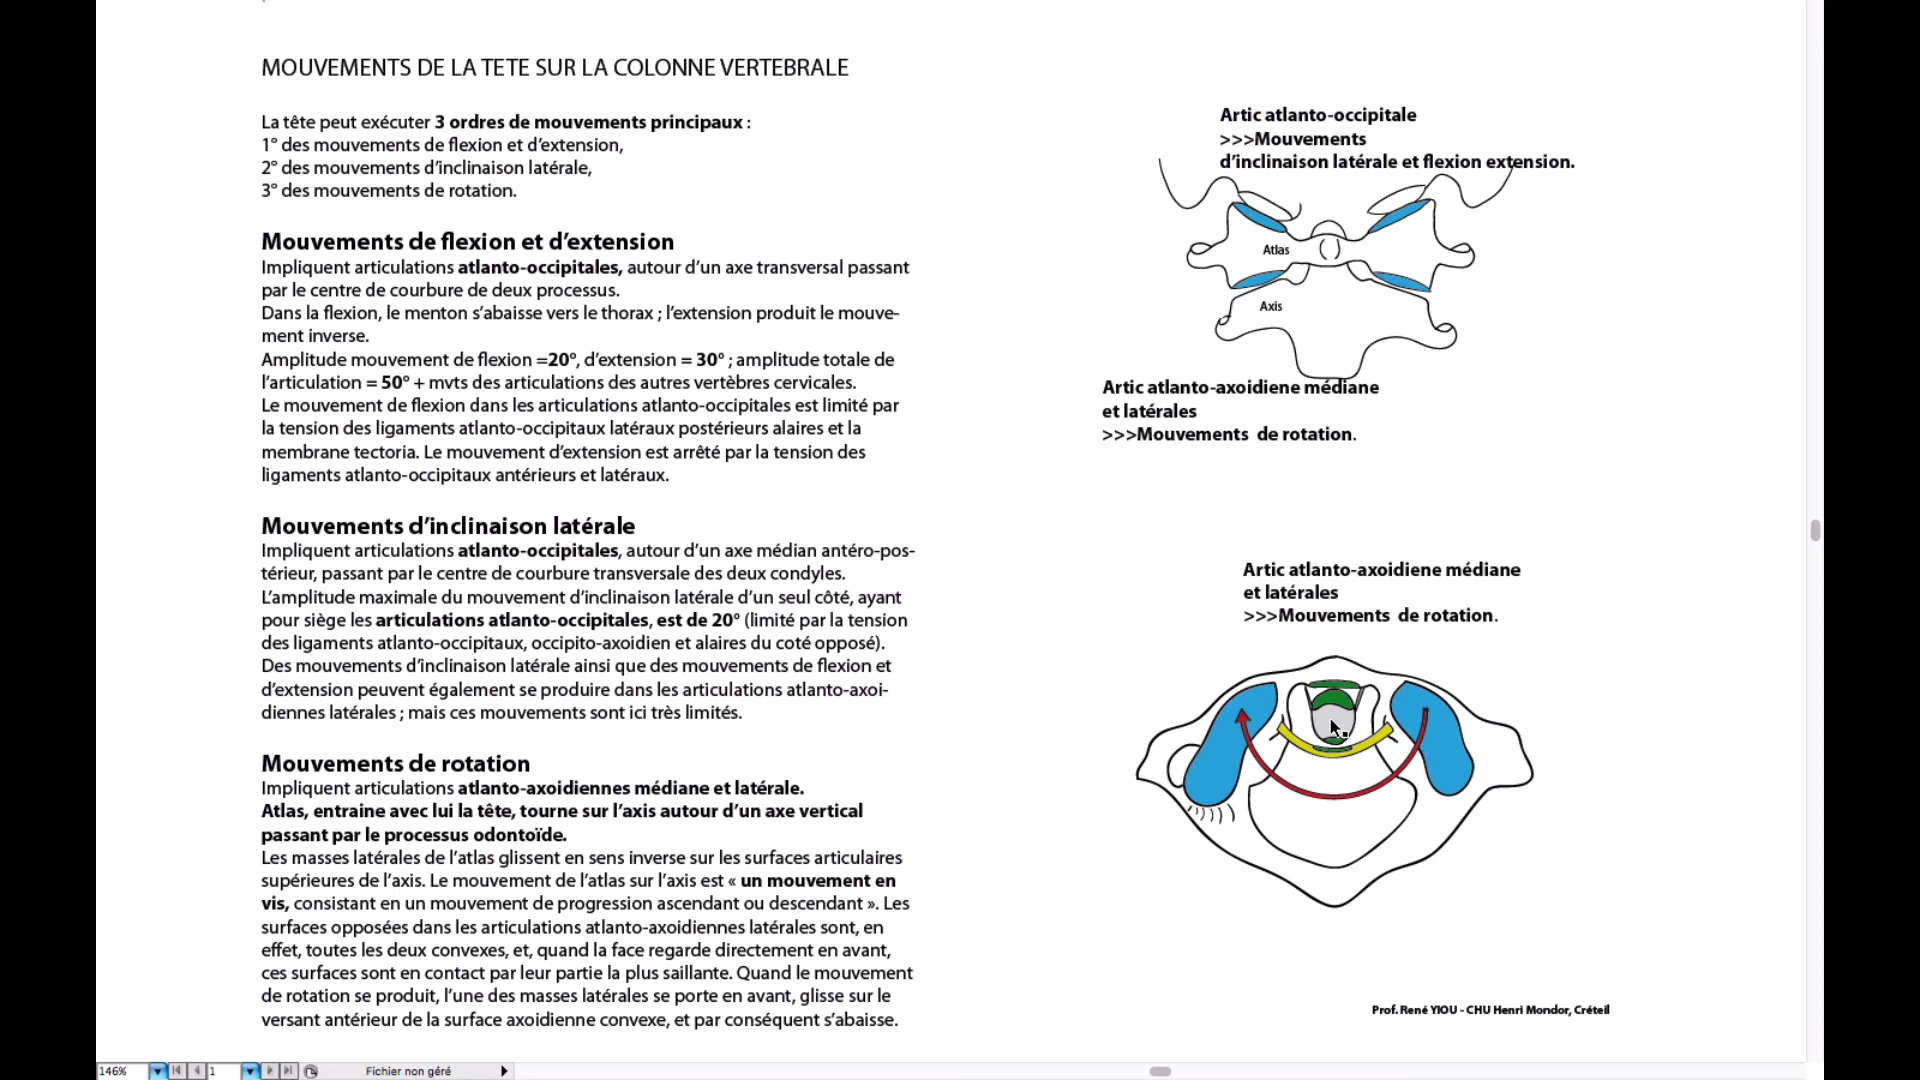 MOUVEMENTS DE LA TETE SUR LA COLONNE VERTEBRALE
La tête peut exécuter 3 ordres de mouvements principaux :
1° des mouvements de flexion et d’extension,
2° des mouvements d’inclinaison latérale,
3° des mouvements de rotation.
Mouvements de flexion et d’extension
Impliquent articulations atlanto-occipitales, autour d’un axe transversal passant
par le centre de courbure de deux processus.
Dans la flexion, le menton s’abaisse vers le thorax ; l’extension produit le mouve-
ment inverse.
Amplitude mouvement de flexion =20°, d’extension = 30° ; amplitude totale de
l’articulation = 50° + mvts des articulations des autres vertèbres cervicales.
Le mouvement de flexion dans les articulations atlanto-occipitales est limité par
la tension des ligaments atlanto-occipitaux latéraux postérieurs alaires et la
membrane tectoria. Le mouvement d’extension est arrêté par la tension des
ligaments atlanto-occipitaux antérieurs et latéraux.
Mouvements d’inclinaison latérale
Impliquent articulations atlanto-occipitales, autour d’un axe médian antéro-pos-
térieur, passant par le centre de courbure transversale des deux condyles.
L’amplitude maximale du mouvement d’inclinaison latérale d’un seul côté, ayant
pour siège les articulations atlanto-occipitales, est de 20° (limité par la tension
des ligaments atlanto-occipitaux, occipito-axoidien et alaires du coté opposé).
Des mouvements d’inclinaison latérale ainsi que des mouvements de flexion et
d’extension peuvent également se produire dans les articulations atlanto-axoi-
diennes latérales ; mais ces mouvements sont ici très limités.
Mouvements de rotation
Impliquent articulations atlanto-axoidiennes médiane et latérale.
Atlas, entraine avec lui la tête, tourne sur l’axis autour d’un axe vertical
passant par le processus odontoïde.
Les masses latérales de l’atlas glissent en sens inverse sur les surfaces articulaires
supérieures de l’axis. Le mouvement de l’atlas sur l’axis est « un mouvement en
vis, consistant en un mouvement de progression ascendant ou descendant ». Les
surfaces opposées dans les articulations atlanto-axoidiennes latérales sont, en
effet, toutes les deux convexes, et, quand la face regarde directement en avant,
ces surfaces sont en contact par leur partie la plus saillante. Quand le mouvement
de rotation se produit, l’une des masses latérales se porte en avant, glisse sur le
versant antérieur de la surface axoidienne convexe, et par conséquent s’abaisse.
Artic atlanto-occipitale
>>>Mouvements
d’inclinaison latérale et flexion extension.
Atlas
Axis
Artic atlanto-axoidiene médiane
et latérales
>>>Mouvements de rotation.
Artic atlanto-axoidiene médiane
et latérales
>>>Mouvements de rotation.
Prof. René YIOU - CHU Henri Mondor, Créteil
146%
1
Fichier non géré